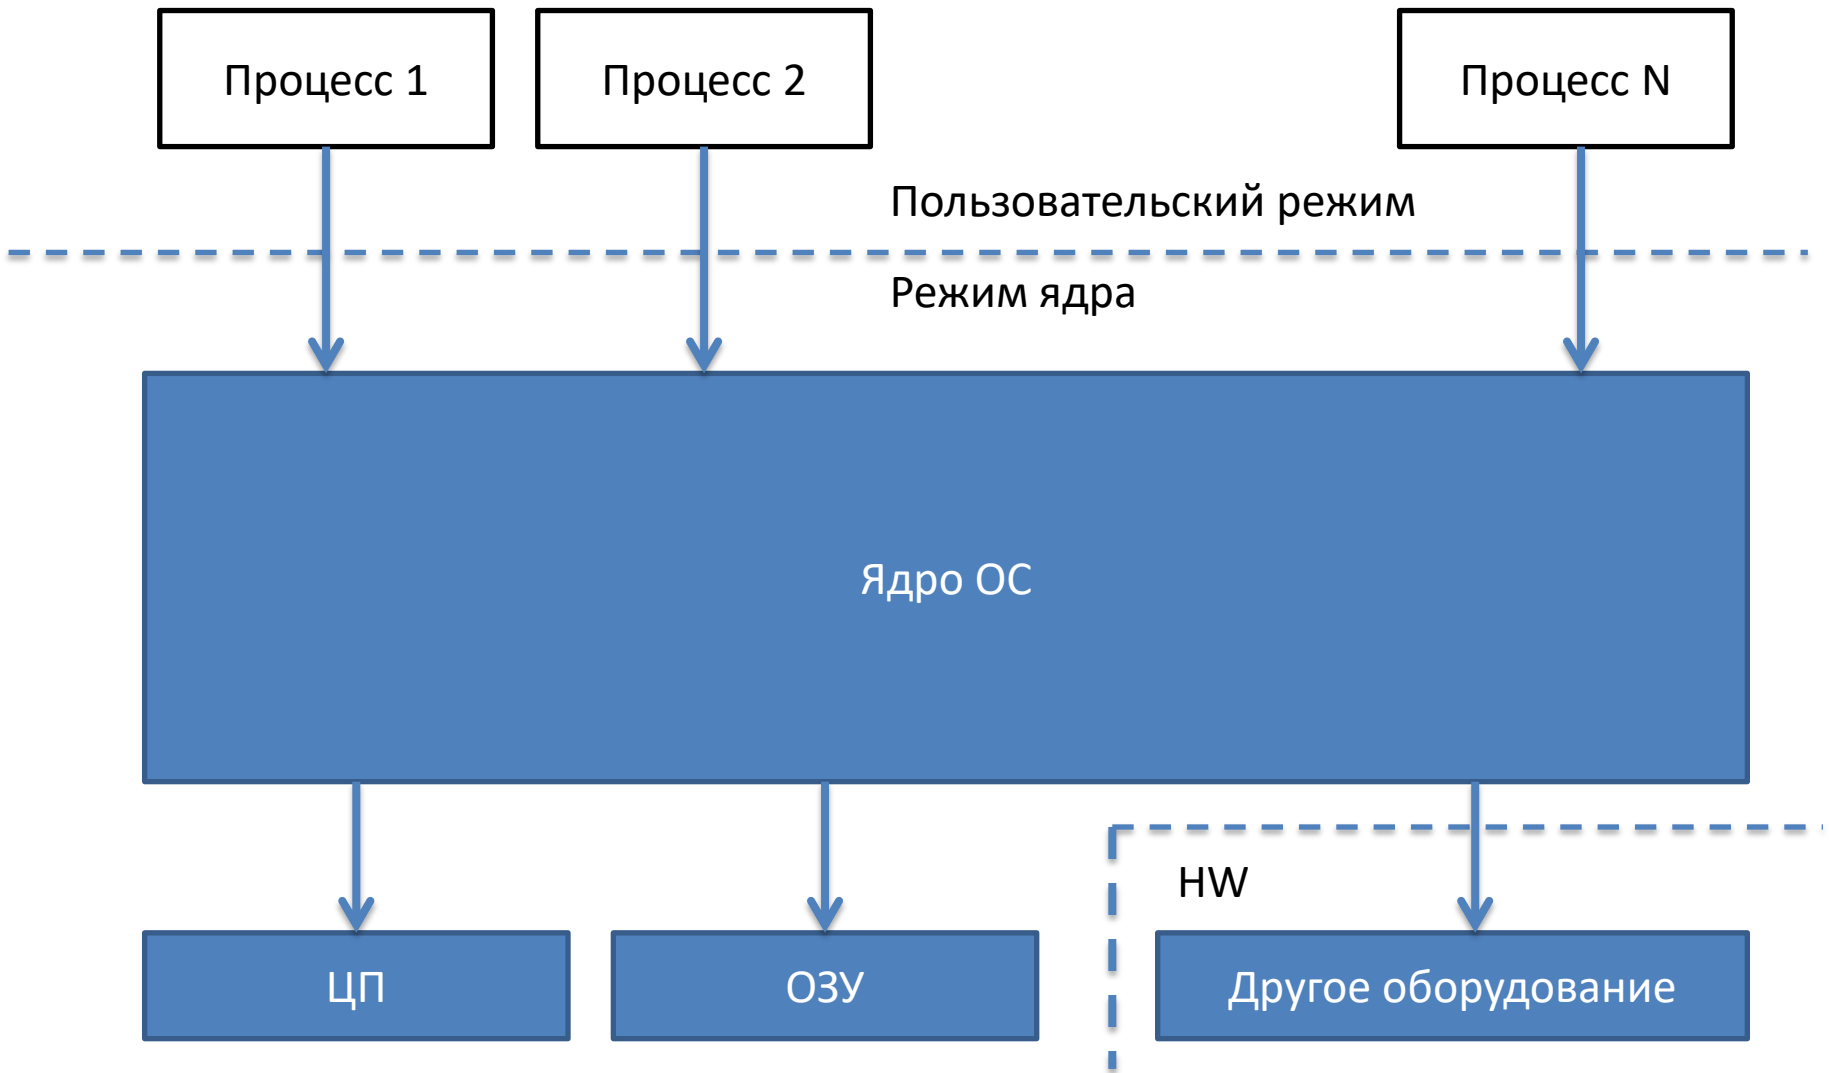 Процесс 1
Процесс 2
Процесс N
Пользовательский режим
Режим ядра
Ядро ОС
HW
ЦП
ОЗУ
Другое оборудование